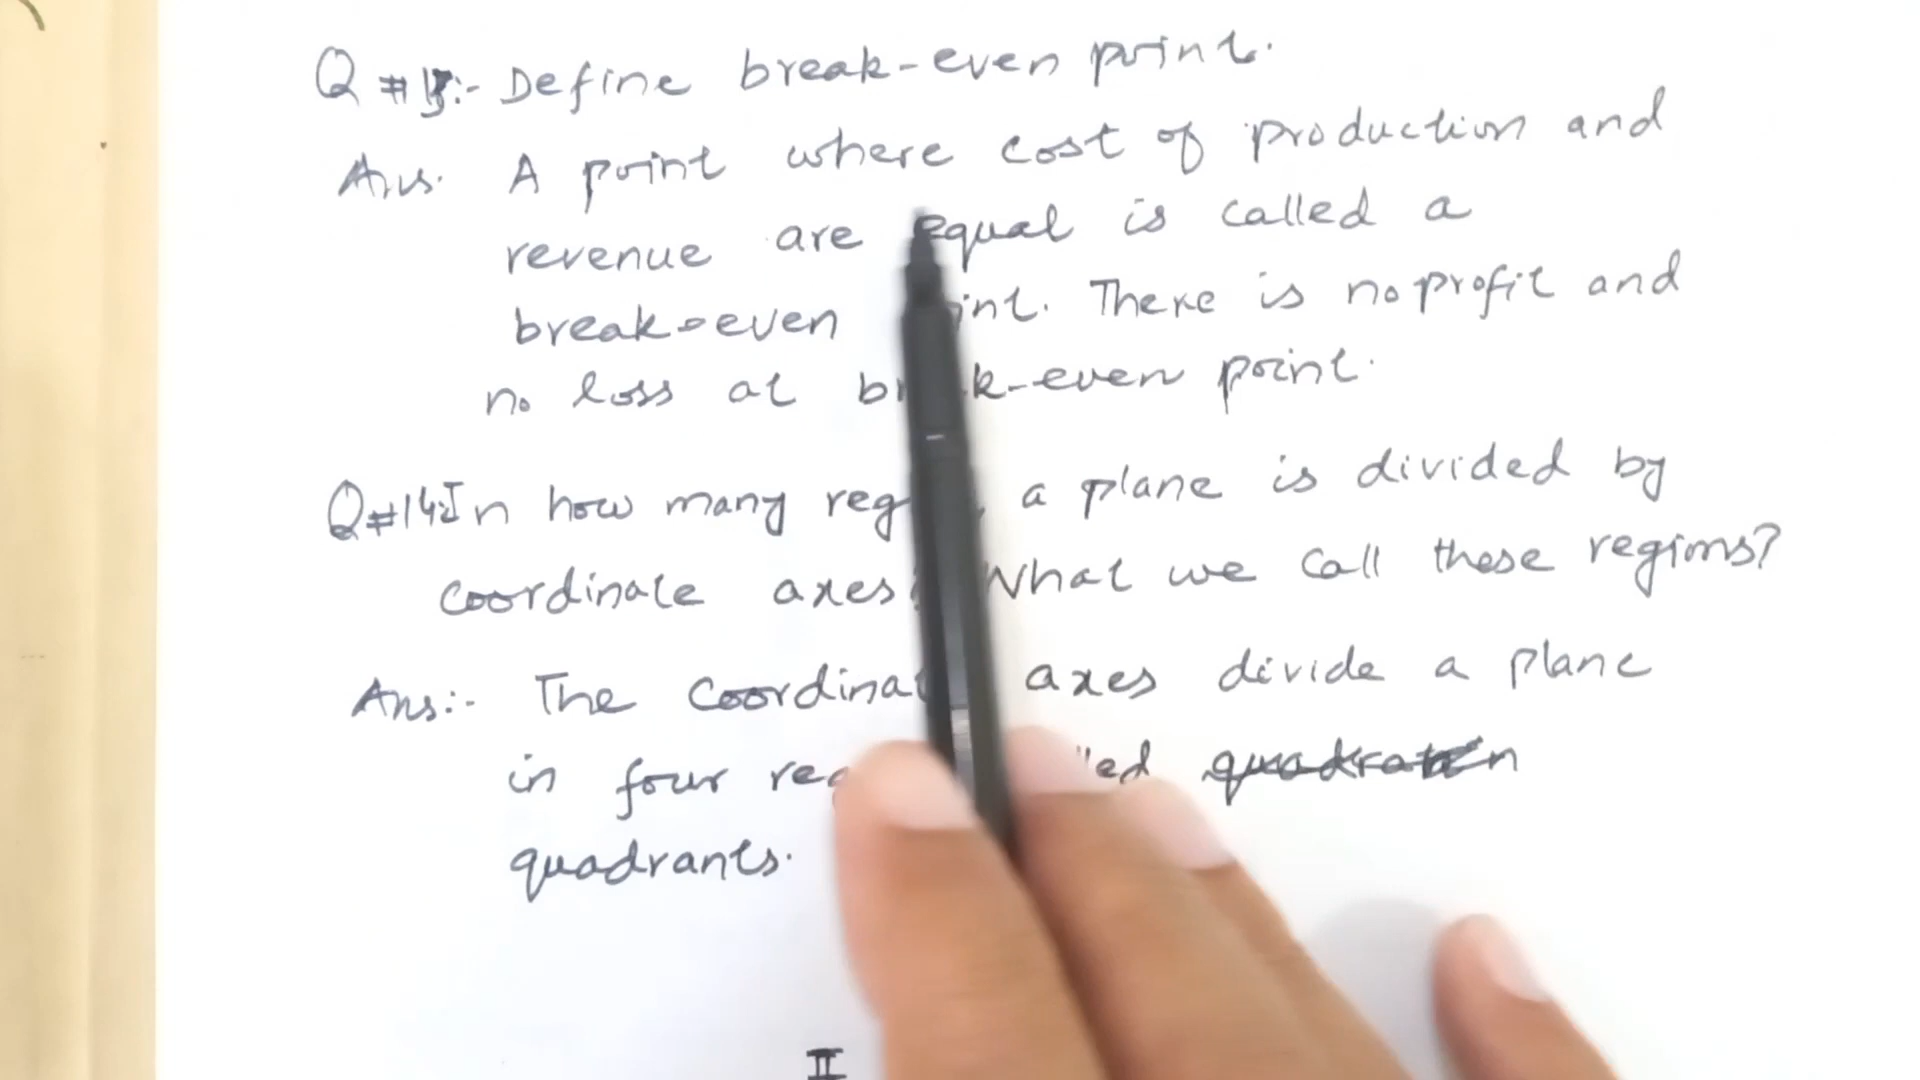 Q #13:- Define break-even point.
Ans. A point where cost of production and
revenue are equal is called a
break-even There is no profit and
no loss at even point.
Q#14:In how many a plane is divided by
coordinate axes What we call these regions?
Ans:- The axes divide a plane
in four
quadrants.
II